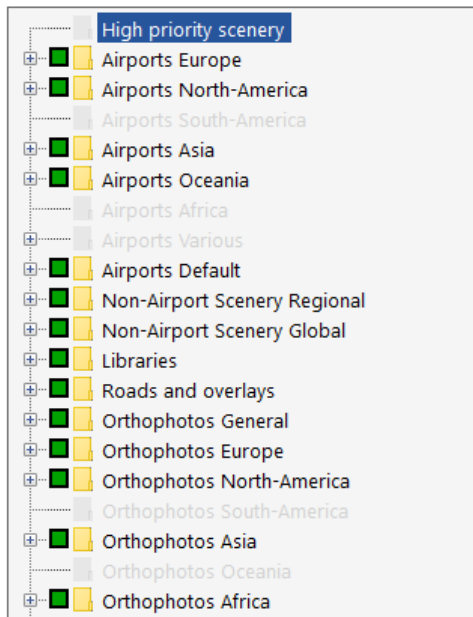 High priority scenery
Airports Europe
Airports North-America
Airports South-America
Airports Asia
Airports Oceania
Airports Africa
Airports Various
Airports Default
Non-Airport Scenery Regional
Non-Airport Scenery Global
Libraries
Roads and overlays
Orthophotos General
Orthophotos Europe
Orthophotos North-America
Orthophotos South-America
Orthophotos Asia
Orthophotos Oceania
Orthophotos Africa